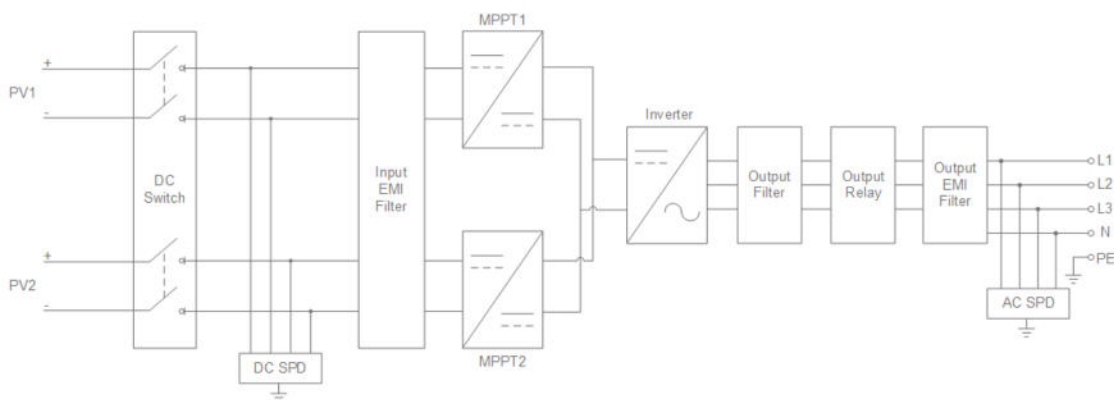 MPPT1
+
PV1
-
DC
Switch
Input
EMI
Filter
Inverter
Output
Filter
Output
Relay
Output
EMI
Filter
L1
L2
L3
N
PE
+
PV2
-
DC SPD
MPPT2
AC SPD